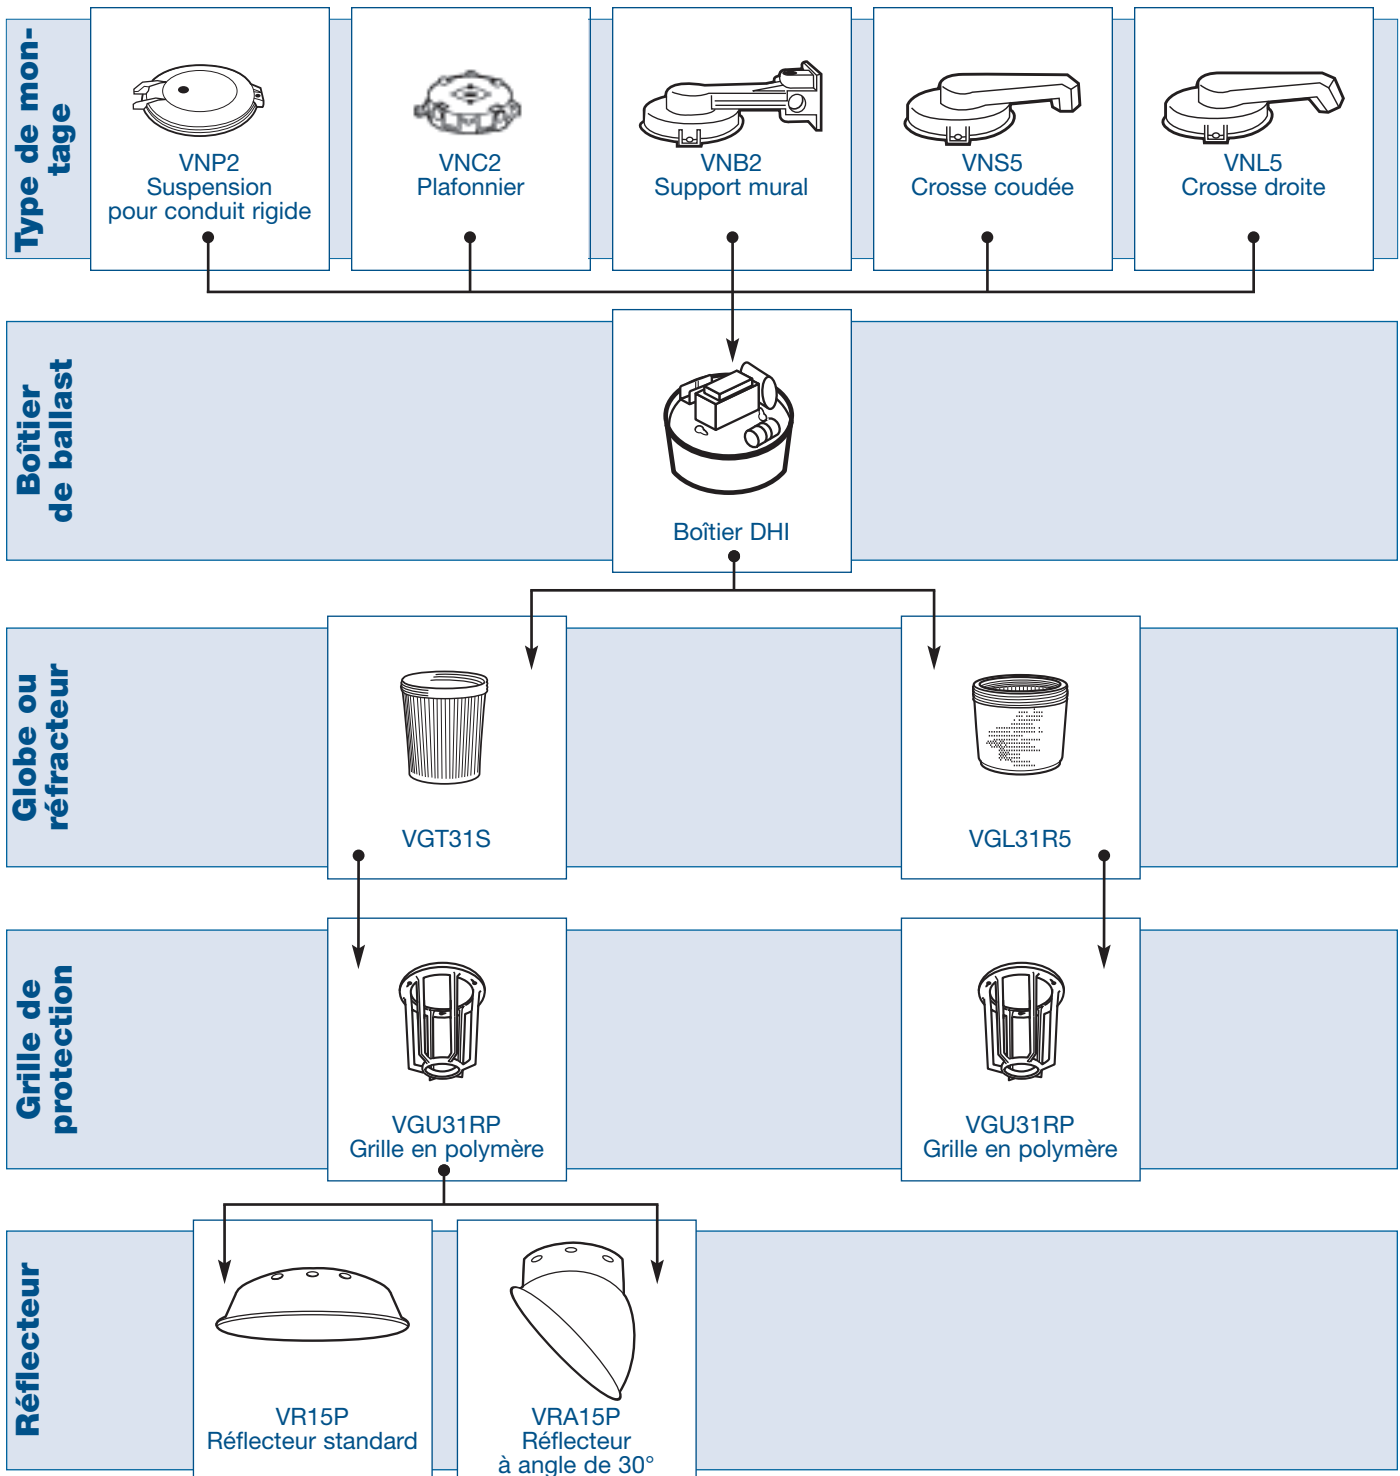 Type de mon-
tage
VNP2
Suspension
pour conduit rigide
VNC2
Plafonnier
VNB2
Support mural
VNS5
Crosse coudée
VNL5
Crosse droite
Boîtier
de ballast
Boîtier DHI
Globe ou
réfracteur
VGT31S
VGL31R5
Grille de
protection
VGU31RP
Grille en polymère
VGU31RP
Grille en polymère
Réflecteur
VR15P
Réflecteur standard
VRA15P
Réflecteur
à angle de 30°